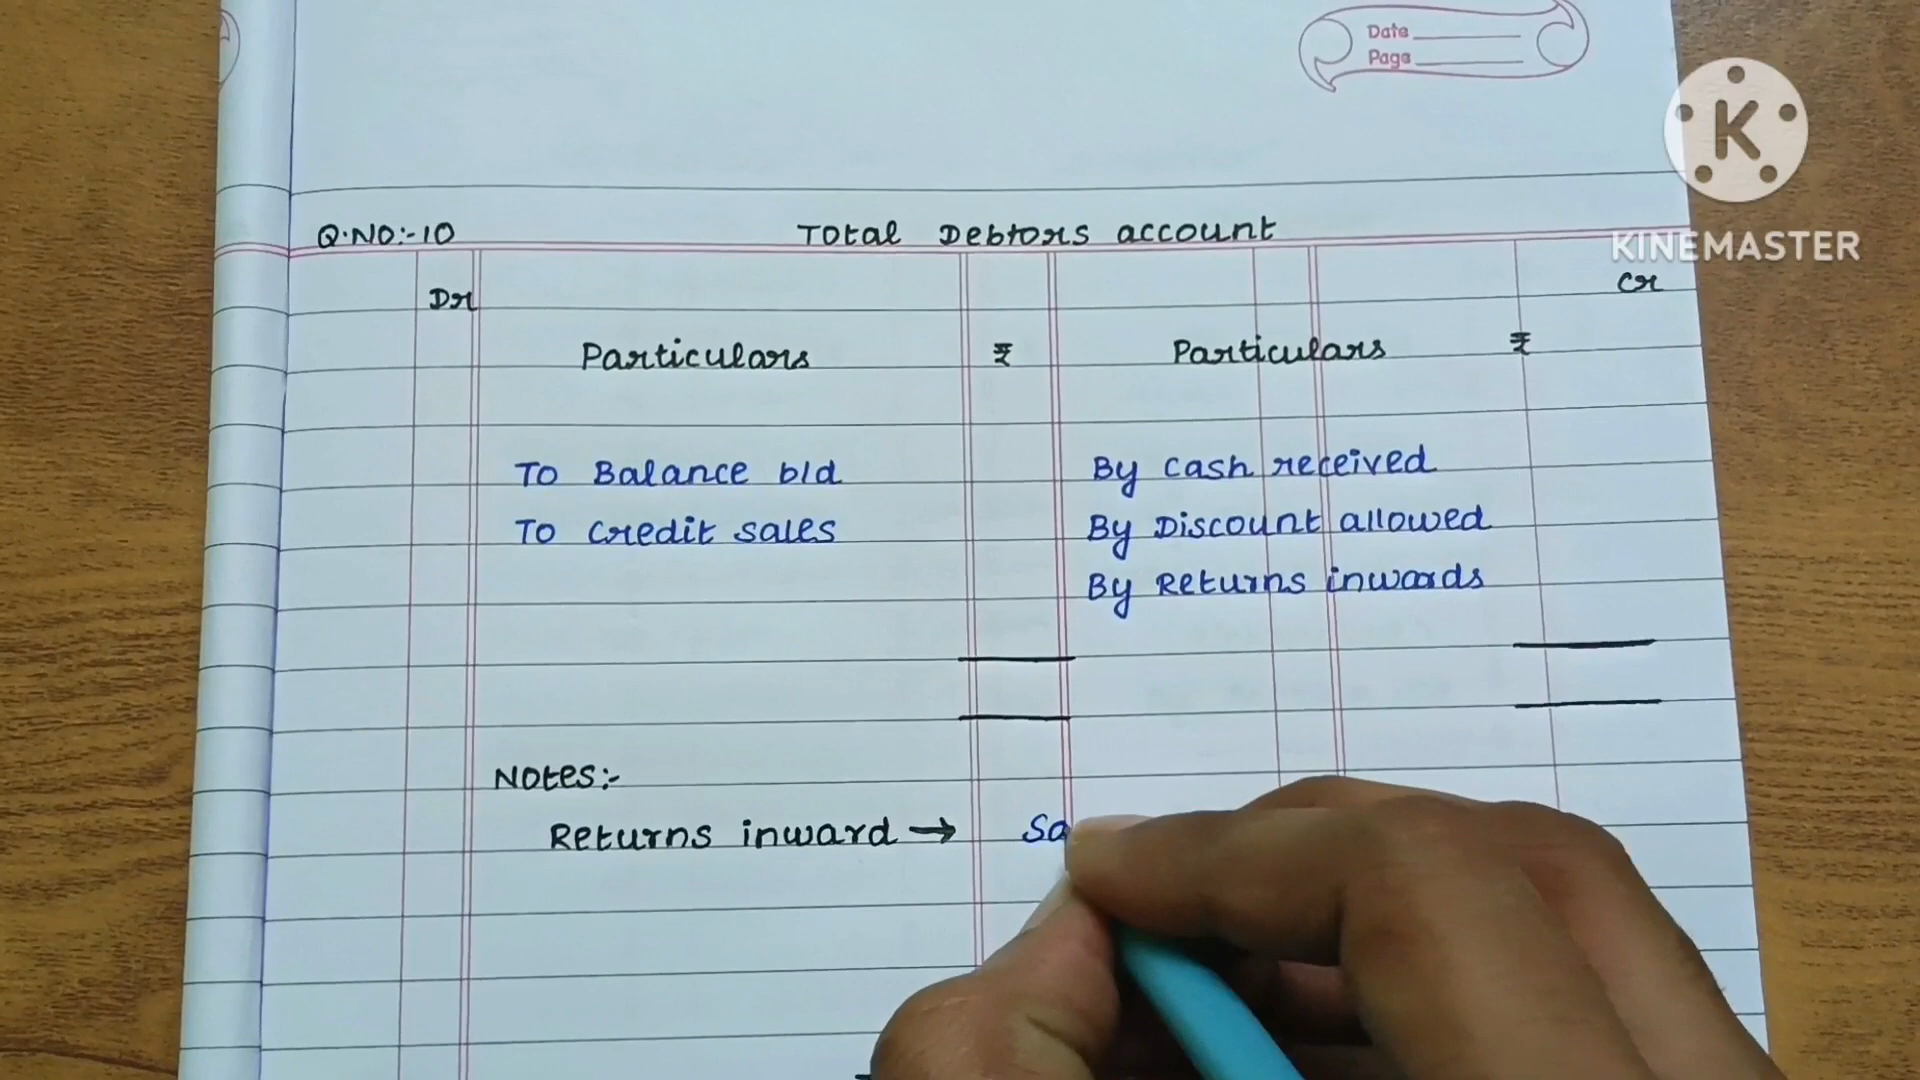 Date
Page
K
KINEMASTER
Q.NO:-10 Total Debtors account
Dr Cr
Particulars ₹ Particulars ₹
To Balance b/d By cash received
To credit sales By Discount allowed
By Returns inwards
Notes:-
Returns inward → Sa